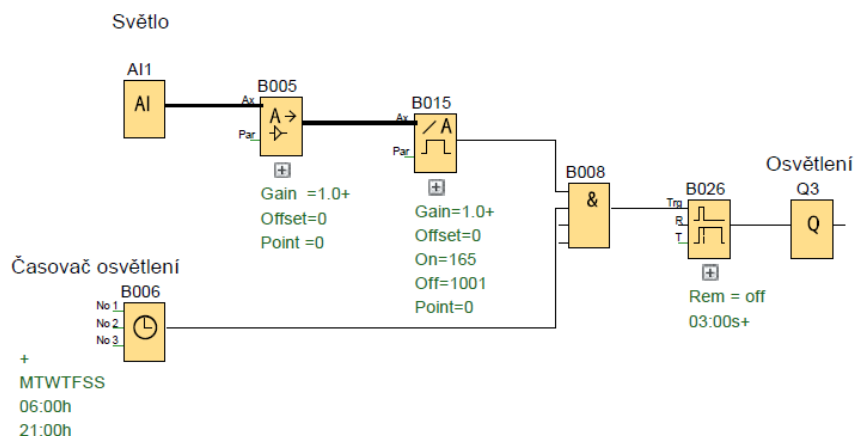 Světlo
AI1
AI
B005
Ax
A→
Par
Gain =1.0+
Offset=0
Point =0
B015
Ax
/A
Par
Gain=1.0+
Offset=0
On=165
Off=1001
Point=0
B008
&
B026
Trg
R
T
Rem = off
03:00s+
Osvětlení
Q3
Q
Časovač osvětlení
B006
No 1
No 2
No 3
+
MTWTFSS
06:00h
21:00h